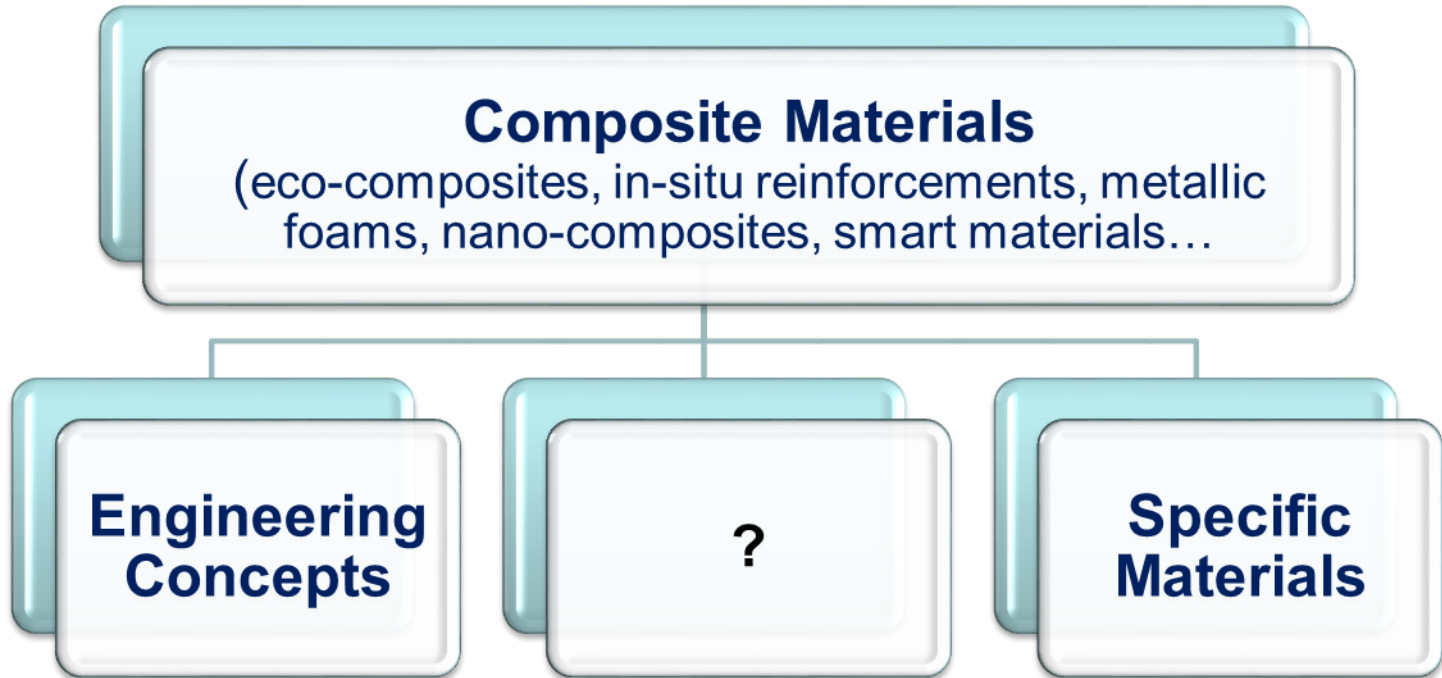 Composite Materials
(eco-composites, in-situ reinforcements, metallic
foams, nano-composites, smart materials…
Engineering
Concepts
?
Specific
Materials